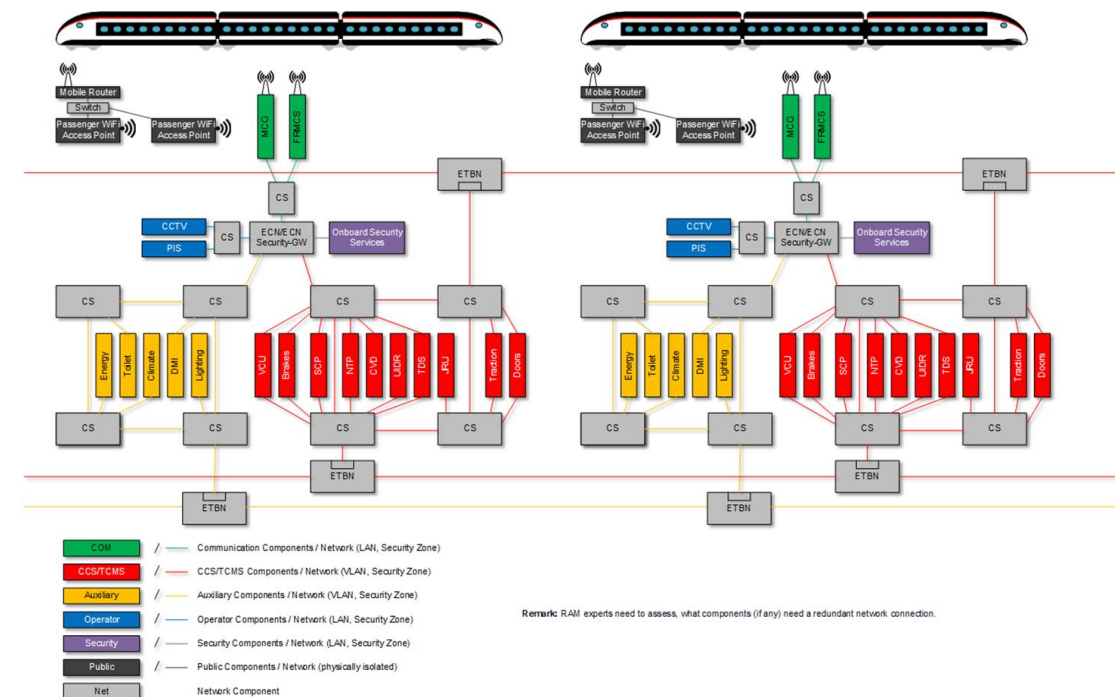 Mobile Router
Switch
Passenger WiFi
Access Point
Passenger WiFi
Access Point
MCG
FRMCS
ETBN
CS
CCTV
PIS
CS
ECN/ECN
Security-GW
Onboard Security
Services
CS
CS
CS
CS
Energy
Toilet
Climate
DMI
Lighting
VCU
Brakes
SCP
NTP
CVD
UIDR
TDS
JRU
Traction
Doors
CS
CS
CS
CS
ETBN
ETBN
Mobile Router
Switch
Passenger WiFi
Access Point
Passenger WiFi
Access Point
MCG
FRMCS
ETBN
CS
CCTV
PIS
CS
ECN/ECN
Security-GW
Onboard Security
Services
CS
CS
CS
CS
Energy
Toilet
Climate
DMI
Lighting
VCU
Brakes
SCP
NTP
CVD
UIDR
TDS
JRU
Traction
Doors
CS
CS
CS
CS
ETBN
ETBN
COM / Communication Components / Network (LAN, Security Zone)
CCS/TCMS / CCS/TCMS Components / Network (VLAN, Security Zone)
Auxiliary / Auxiliary Components / Network (VLAN, Security Zone)
Operator / Operator Components / Network (LAN, Security Zone)
Security / Security Components / Network (LAN, Security Zone)
Public / Public Components / Network (physically isolated)
Net Network Component
Remark: RAM experts need to assess, what components (if any) need a redundant network connection.